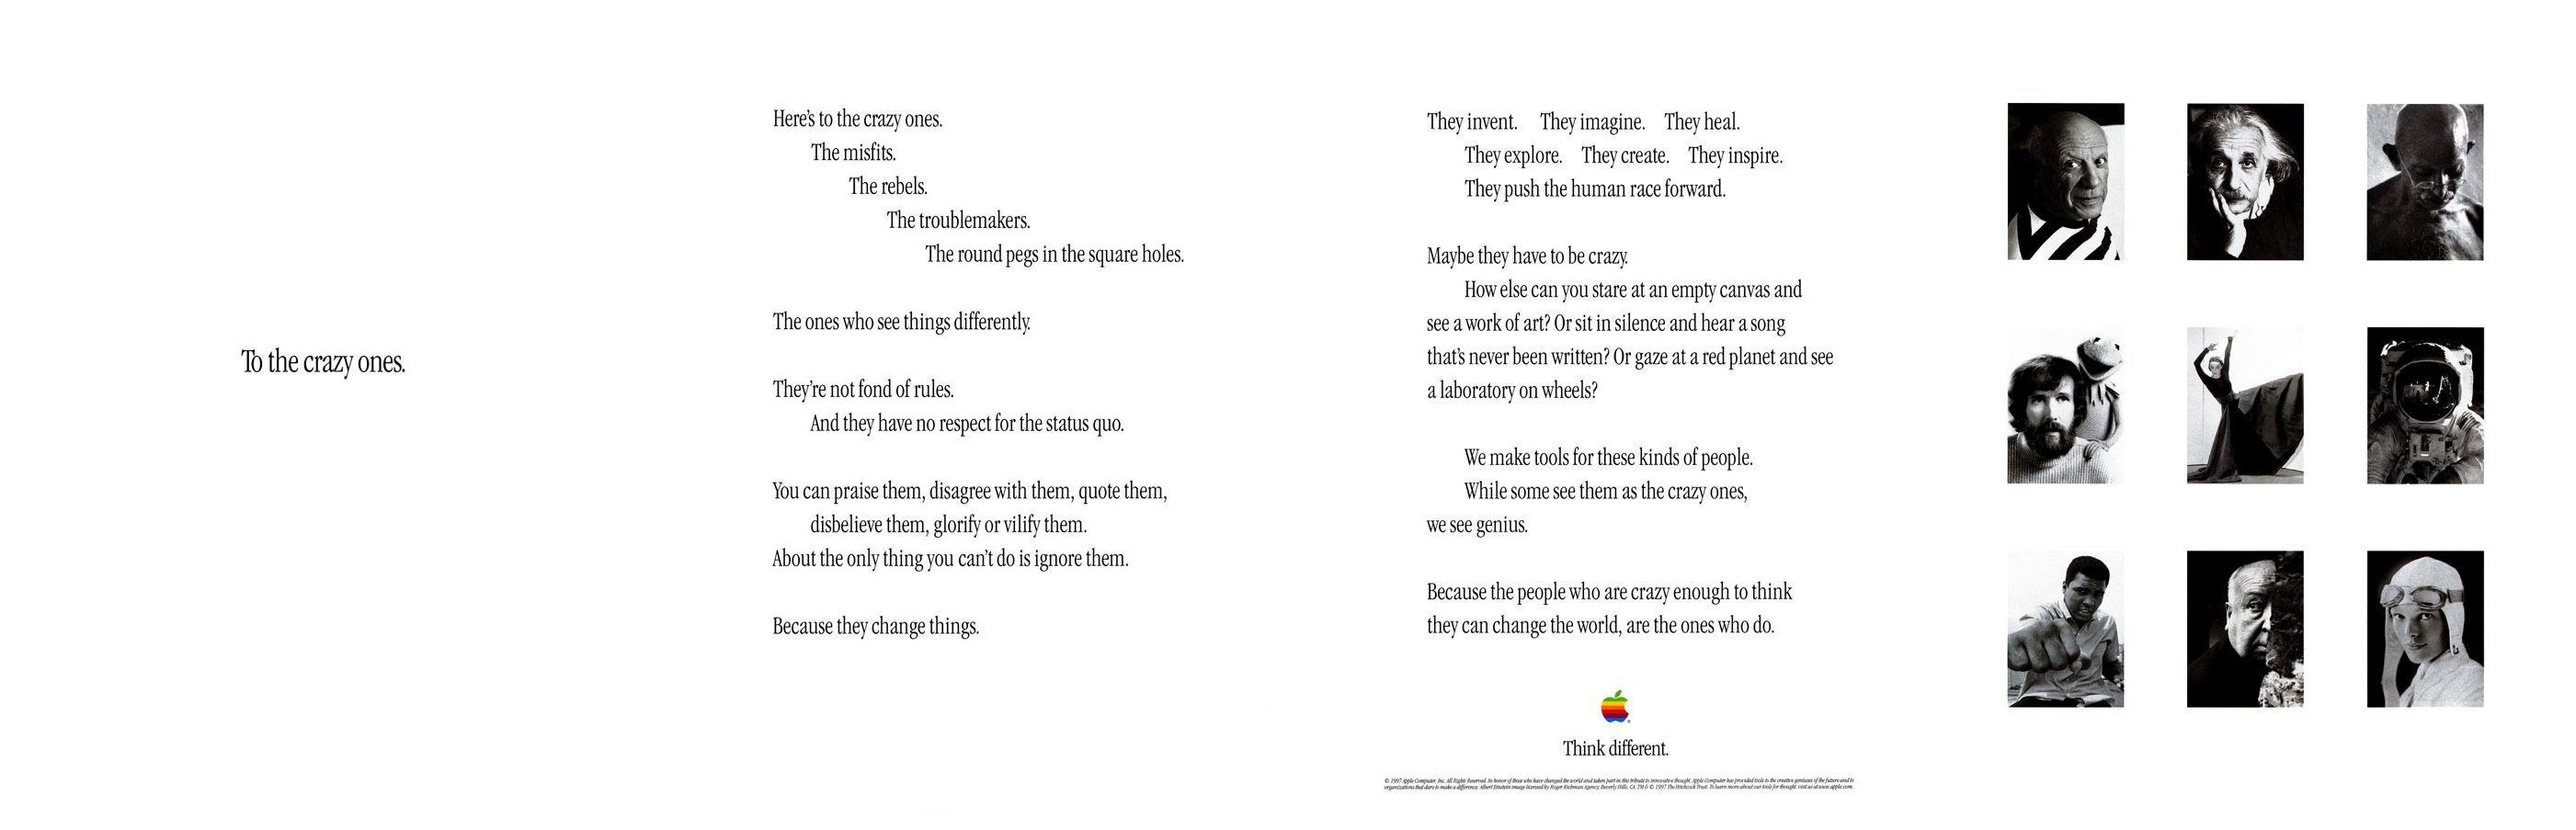 To the crazy ones.
Here's to the crazy ones.
The misfits.
The rebels.
The troublemakers.
The round pegs in the square holes.
The ones who see things differently.
They're not fond of rules.
And they have no respect for the status quo.
You can praise them, disagree with them, quote them,
disbelieve them, glorify or vilify them.
About the only thing you can't do is ignore them.
Because they change things.
They invent. They imagine. They heal.
They explore. They create. They inspire.
They push the human race forward.
Maybe they have to be crazy.
How else can you stare at an empty canvas and
see a work of art? Or sit in silence and hear a song
that's never been written? Or gaze at a red planet and see
a laboratory on wheels?
We make tools for these kinds of people.
While some see them as the crazy ones,
we see genius.
Because the people who are crazy enough to think
they can change the world, are the ones who do.
Think different.
© 1997 Apple Computer, Inc. All Rights Reserved. In honor of those who have changed the world and taken part in this tribute to innovative thought, Apple Computer has provided tools to the creative geniuses of the future and to
organizations that dare to make a difference. Albert Einstein image licensed by Roger Richman Agency, Beverly Hills, CA. TM & © 1997 The Hitchcock Trust. To learn more about our tools for thought, visit us at www.apple.com.